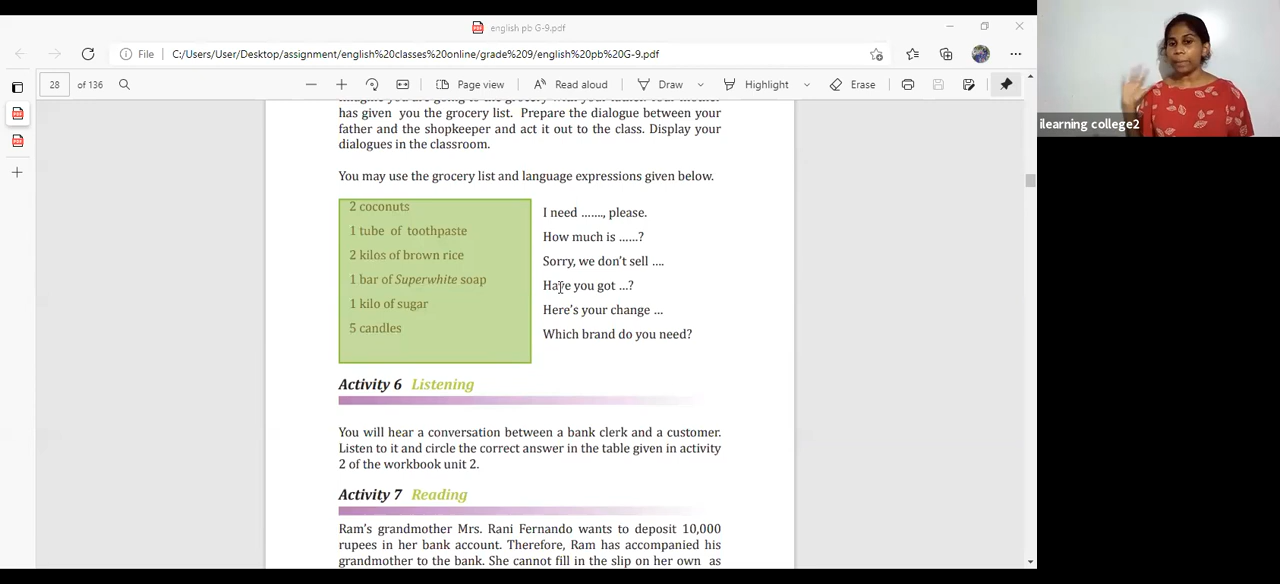 english pb G-9.pdf
File C:/Users/User/Desktop/assignment/english%20classes%20online/grade%209/english%20pb%20G-9.pdf
28 of 136 Page view Read aloud Draw Highlight Erase
ilearning college2
has given you the grocery list. Prepare the dialogue between your
father and the shopkeeper and act it out to the class. Display your
dialogues in the classroom.
You may use the grocery list and language expressions given below.
2 coconuts
1 tube of toothpaste
2 kilos of brown rice
1 bar of Superwhite soap
1 kilo of sugar
5 candles
I need ......., please.
How much is ......?
Sorry, we don't sell ....
Have you got ...?
Here's your change ...
Which brand do you need?
Activity 6 Listening
You will hear a conversation between a bank clerk and a customer.
Listen to it and circle the correct answer in the table given in activity
2 of the workbook unit 2.
Activity 7 Reading
Ram's grandmother Mrs. Rani Fernando wants to deposit 10,000
rupees in her bank account. Therefore, Ram has accompanied his
grandmother to the bank. She cannot fill in the slip on her own as